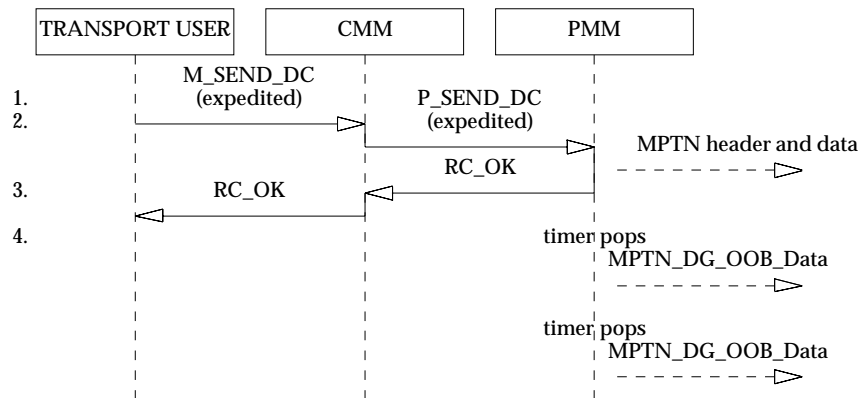 TRANSPORT USER CMM PMM
M_SEND_DC
1. (expedited) P_SEND_DC
2. (expedited)
MPTN header and data
RC_OK
3. RC_OK
4. timer pops
MPTN_DG_OOB_Data
timer pops
MPTN_DG_OOB_Data